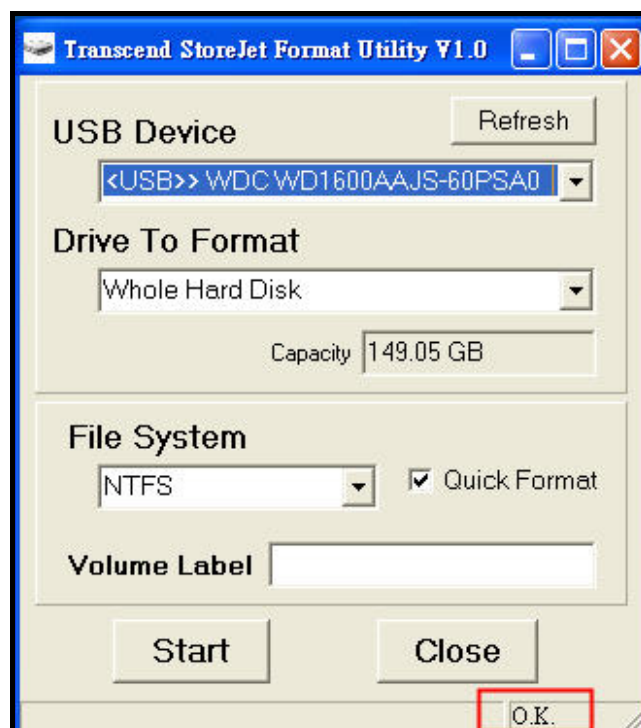 Transcend StoreJet Format Utility V1.0
USB Device
Refresh
<USB>> WDC WD1600AAJS-60PSA0
Drive To Format
Whole Hard Disk
Capacity 149.05 GB
File System
NTFS
Quick Format
Volume Label
Start Close
O.K.